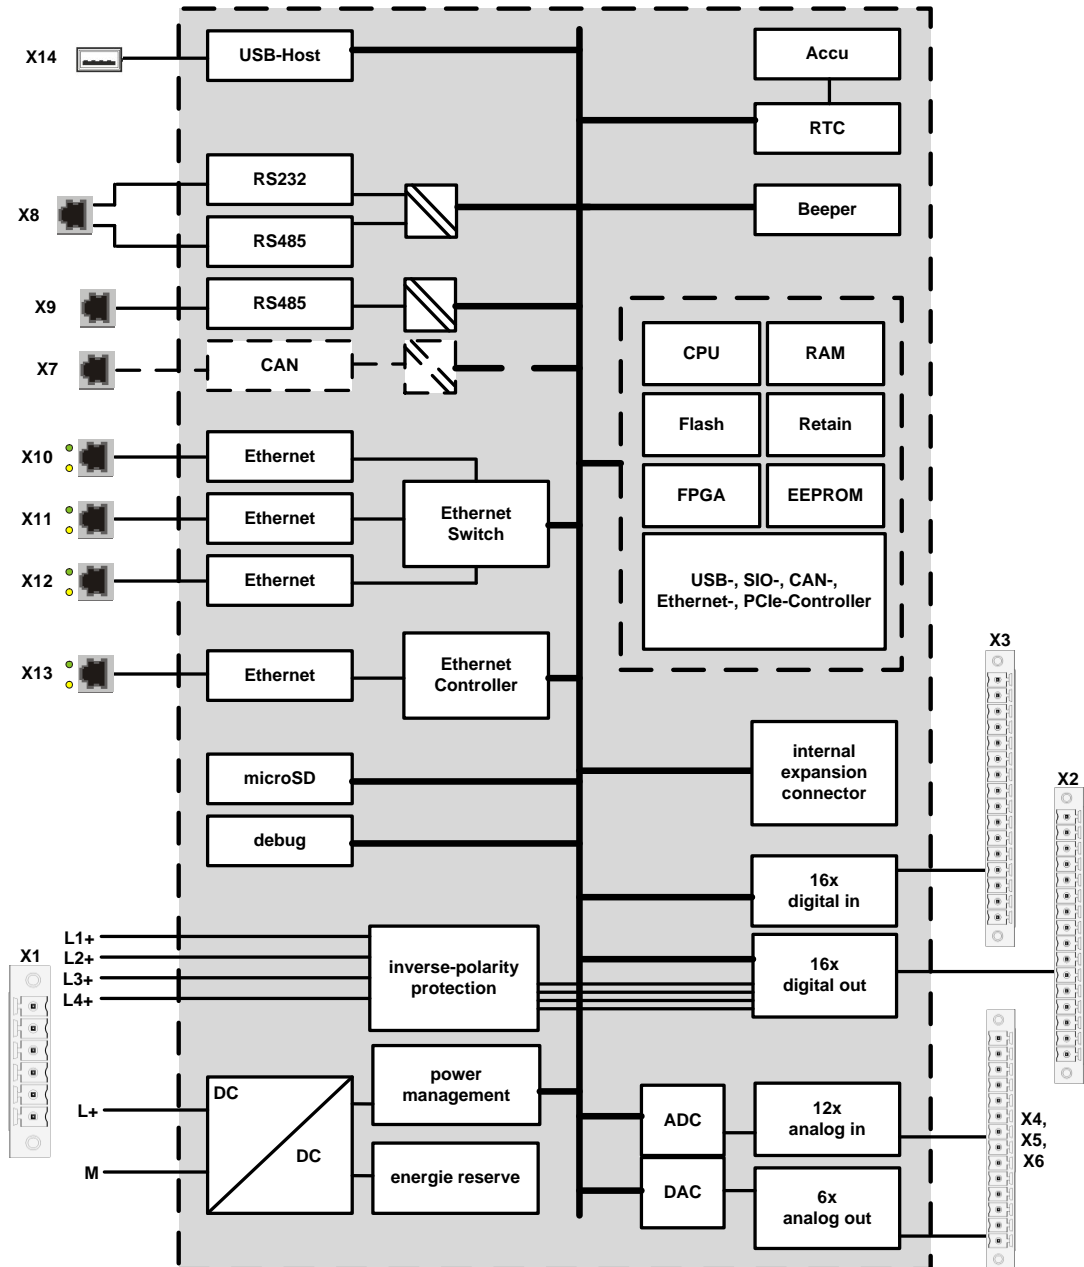 X14
USB-Host
Accu
RTC
X8
RS232
RS485
Beeper
X9
RS485
X7
CAN
CPU
RAM
Flash
Retain
FPGA
EEPROM
USB-, SIO-, CAN-,
Ethernet-, PCIe-Controller
X10
Ethernet
X11
Ethernet
Ethernet
Switch
X12
Ethernet
X13
Ethernet
Ethernet
Controller
X3
microSD
internal
expansion
connector
X2
debug
16x
digital in
X1
L1+
L2+
L3+
L4+
inverse-polarity
protection
16x
digital out
L+
M
DC
DC
power
management
energie reserve
ADC
12x
analog in
DAC
6x
analog out
X4,
X5,
X6